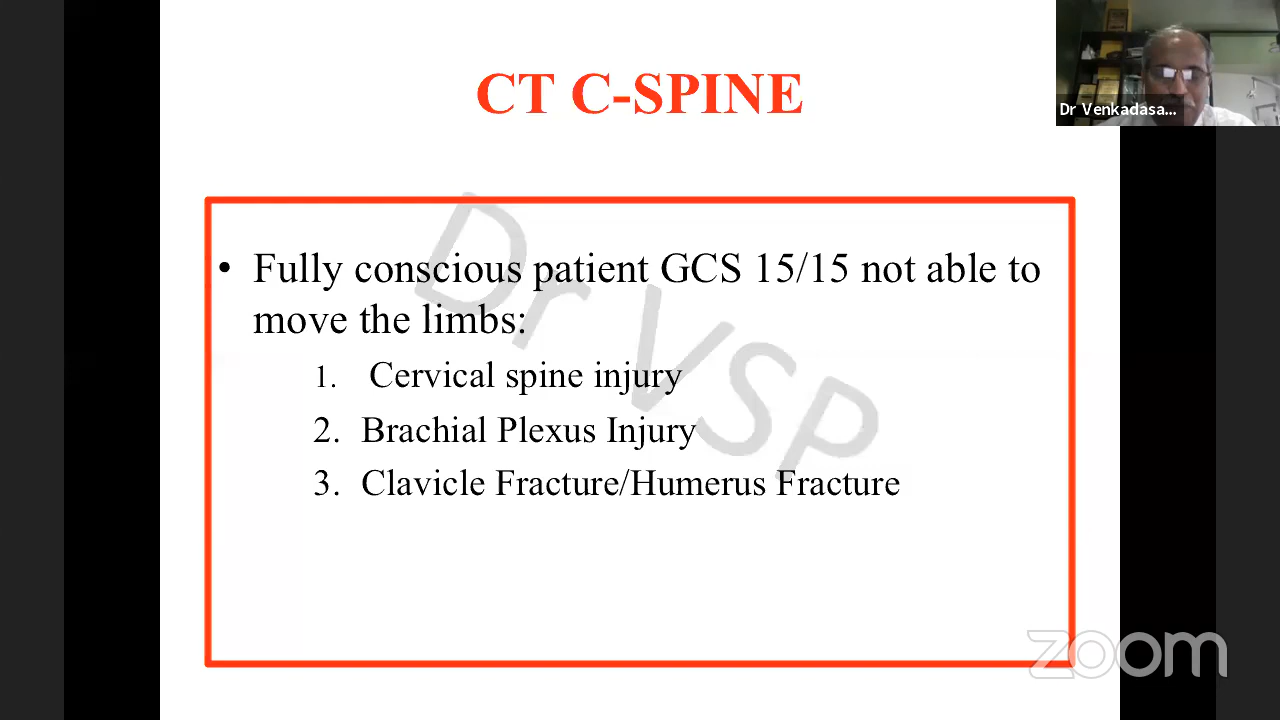 CT C-SPINE
Dr Venkadasa...
• Fully conscious patient GCS 15/15 not able to
move the limbs:
1. Cervical spine injury
2. Brachial Plexus Injury
3. Clavicle Fracture/Humerus Fracture
Dr VSP
zoom